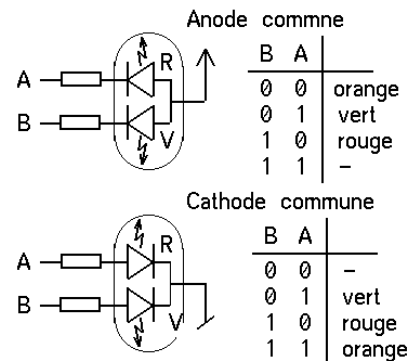 Anode commne
R
A
B
V
B A
0 0 orange
0 1 vert
1 0 rouge
1 1 –
Cathode commune
R
A
B
V
B A
0 0 –
0 1 vert
1 0 rouge
1 1 orange